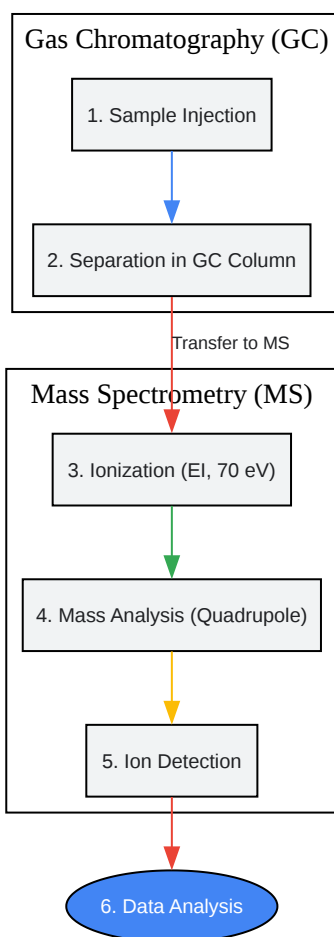 Gas Chromatography (GC)
1. Sample Injection
2. Separation in GC Column
Transfer to MS
Mass Spectrometry (MS)
3. Ionization (EI, 70 eV)
4. Mass Analysis (Quadrupole)
5. Ion Detection
6. Data Analysis